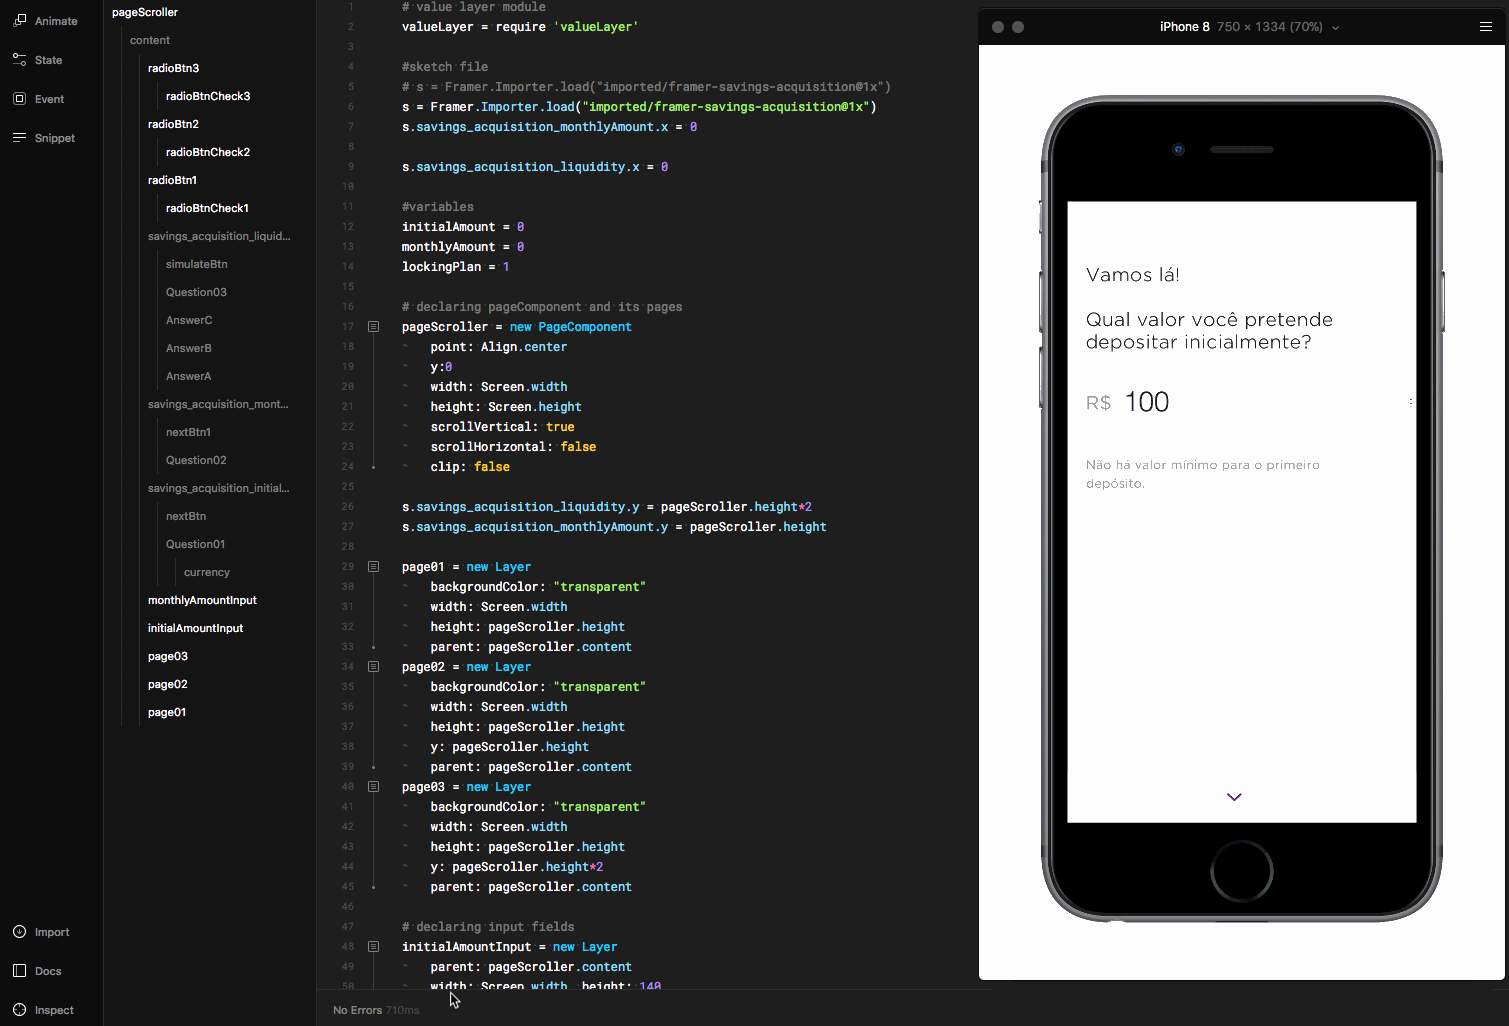 Animate
State
Event
Snippet
Import
Docs
Inspect
pageScroller
content
radioBtn3
radioBtnCheck3
radioBtn2
radioBtnCheck2
radioBtn1
radioBtnCheck1
savings_acquisition_liquid...
simulateBtn
Question03
AnswerC
AnswerB
AnswerA
savings_acquisition_mont...
nextBtn1
Question02
savings_acquisition_initial...
nextBtn
Question01
currency
monthlyAmountInput
initialAmountInput
page03
page02
page01
1 # value layer module
2 valueLayer = require 'valueLayer'
3
4 #sketch file
5 # s = Framer.Importer.load("imported/framer-savings-acquisition@1x")
6 s = Framer.Importer.load("imported/framer-savings-acquisition@1x")
7 s.savings_acquisition_monthlyAmount.x = 0
8
9 s.savings_acquisition_liquidity.x = 0
10
11 #variables
12 initialAmount = 0
13 monthlyAmount = 0
14 lockingPlan = 1
15
16 # declaring pageComponent and its pages
17 pageScroller = new PageComponent
18 point: Align.center
19 y:0
20 width: Screen.width
21 height: Screen.height
22 scrollVertical: true
23 scrollHorizontal: false
24 clip: false
25
26 s.savings_acquisition_liquidity.y = pageScroller.height*2
27 s.savings_acquisition_monthlyAmount.y = pageScroller.height
28
29 page01 = new Layer
30 backgroundColor: "transparent"
31 width: Screen.width
32 height: pageScroller.height
33 parent: pageScroller.content
34 page02 = new Layer
35 backgroundColor: "transparent"
36 width: Screen.width
37 height: pageScroller.height
38 y: pageScroller.height
39 parent: pageScroller.content
40 page03 = new Layer
41 backgroundColor: "transparent"
42 width: Screen.width
43 height: pageScroller.height
44 y: pageScroller.height*2
45 parent: pageScroller.content
46
47 # declaring input fields
48 initialAmountInput = new Layer
49 parent: pageScroller.content
50 width: Screen.width, height: 140
No Errors 710ms
iPhone 8 750 × 1334 (70%)
Vamos lá!
Qual valor você pretende
depositar inicialmente?
R$ 100
Não há valor mínimo para o primeiro
depósito.